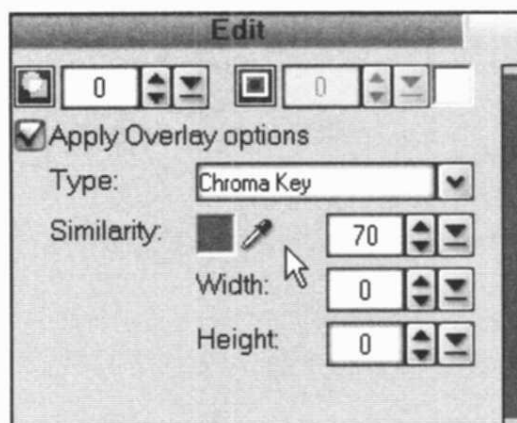 Edit
0 0
Apply Overlay options
Type: Chroma Key
Similarity: 70
Width: 0
Height: 0